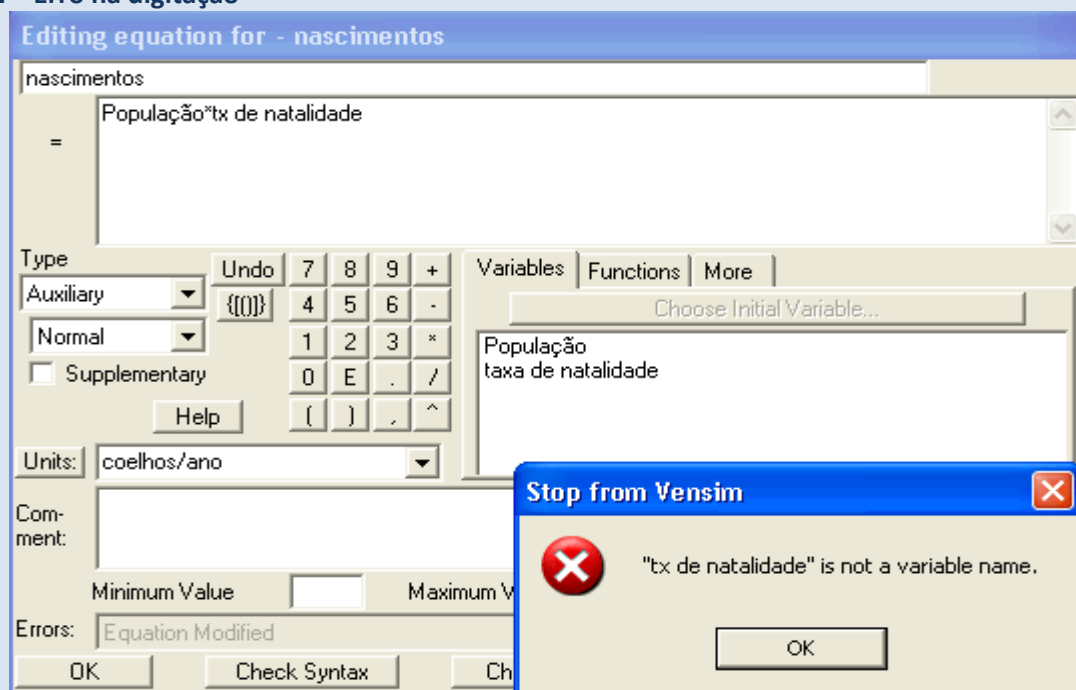 Erro na digitação
Editing equation for - nascimentos
nascimentos
=
População*tx de natalidade
Type
Auxiliary
Normal
Supplementary
Help
Undo 7 8 9 +
{[()]} 4 5 6 -
1 2 3 *
0 E . /
( ) , ^
Variables Functions More
Choose Initial Variable...
População
taxa de natalidade
Units: coelhos/ano
Com-
ment:
Minimum Value
Errors: Equation Modified
OK Check Syntax
Stop from Vensim
"tx de natalidade" is not a variable name.
OK